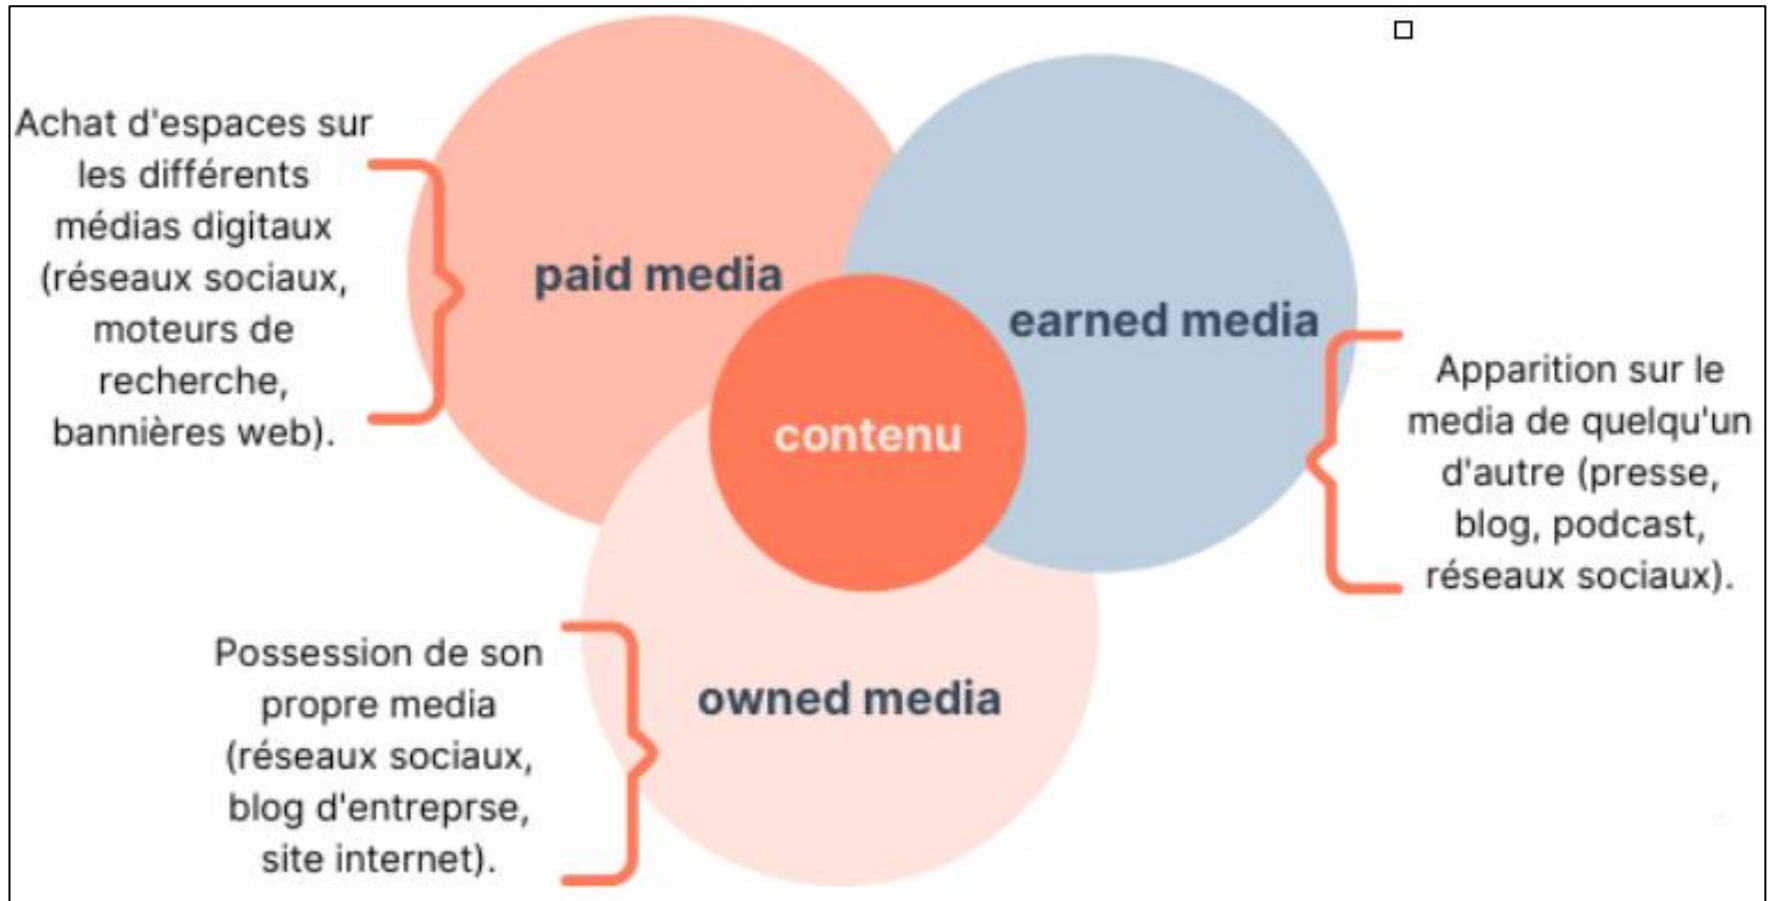 Achat d'espaces sur
les différents
médias digitaux
(réseaux sociaux,
moteurs de
recherche,
bannières web).
paid media
earned media
Apparition sur le
media de quelqu'un
d'autre (presse,
blog, podcast,
réseaux sociaux).
contenu
Possession de son
propre media
(réseaux sociaux,
blog d'entreprse,
site internet).
owned media